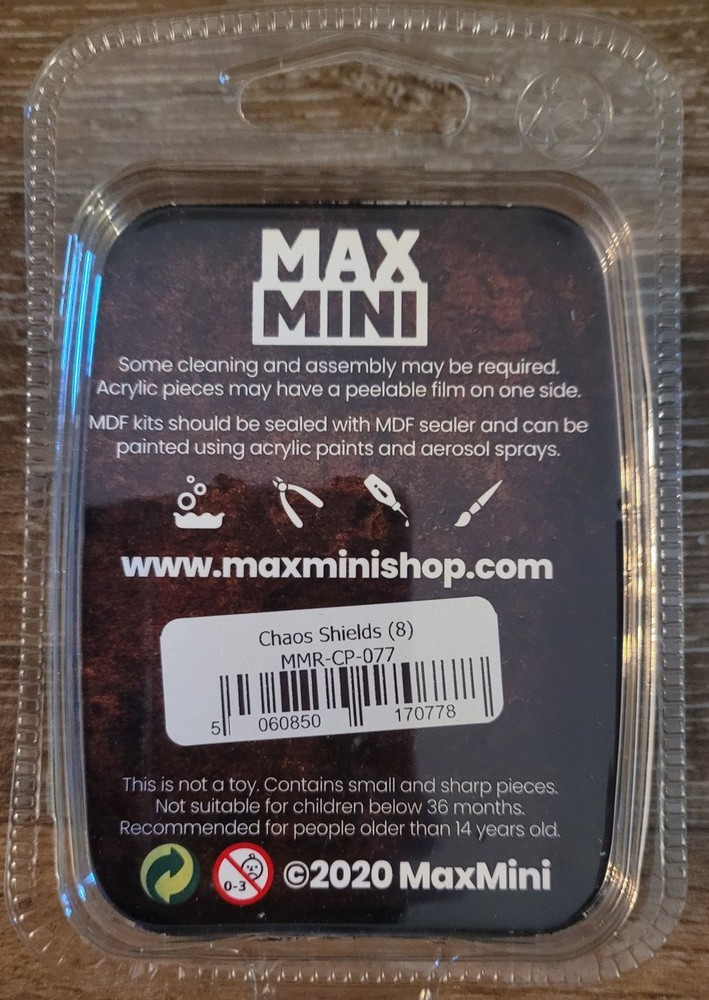 MAX
MINI
Some cleaning and assembly may be required.
Acrylic pieces may have a peelable film on one side.
MDF kits should be sealed with MDF sealer and can be
painted using acrylic paints and aerosol sprays.
www.maxminishop.com
Chaos Shields (8)
MMR-CP-077
5 060850 170778
This is not a toy. Contains small and sharp pieces.
Not suitable for children below 36 months.
Recommended for people older than 14 years old.
0-3
©2020 MaxMini